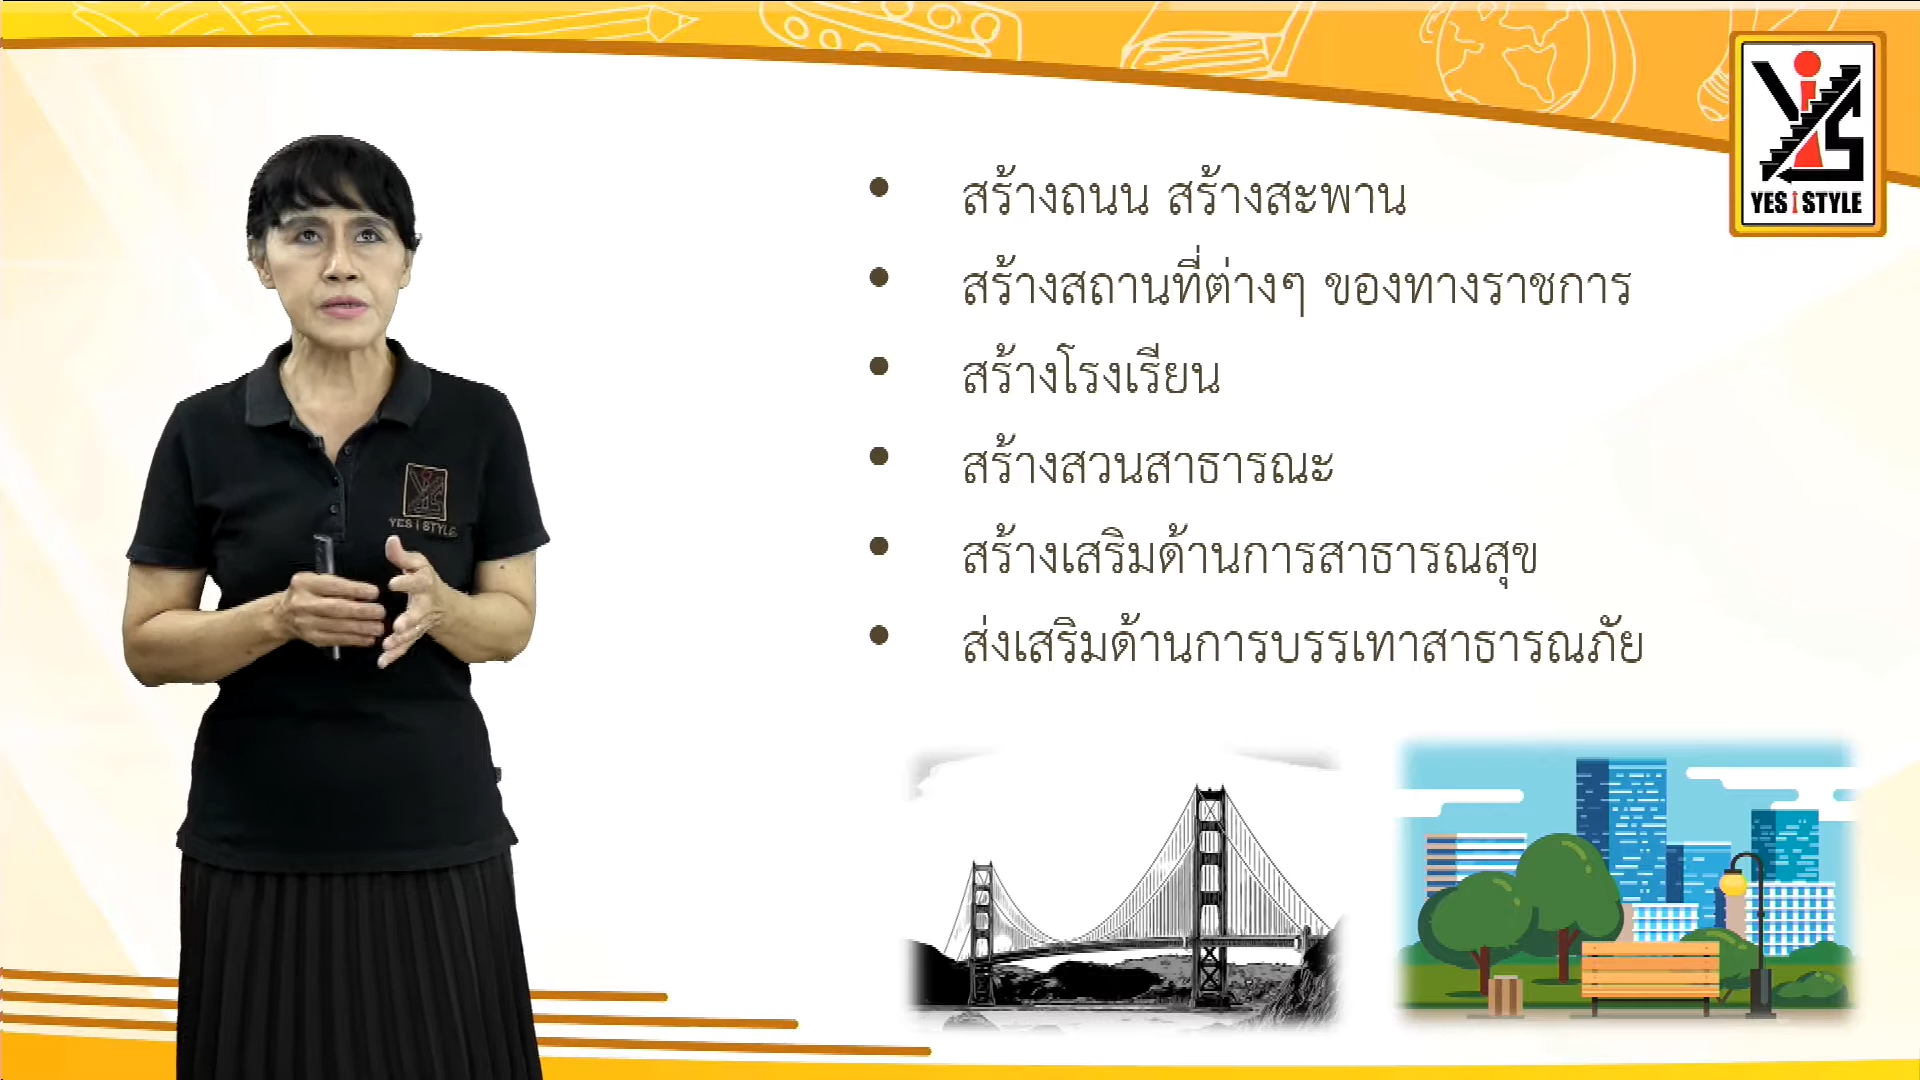 YES i STYLE
• สร้างถนน สร้างสะพาน
• สร้างสถานที่ต่างๆ ของทางราชการ
• สร้างโรงเรียน
• สร้างสวนสาธารณะ
• สร้างเสริมด้านการสาธารณสุข
• ส่งเสริมด้านการบรรเทาสาธารณภัย
YES i STYLE